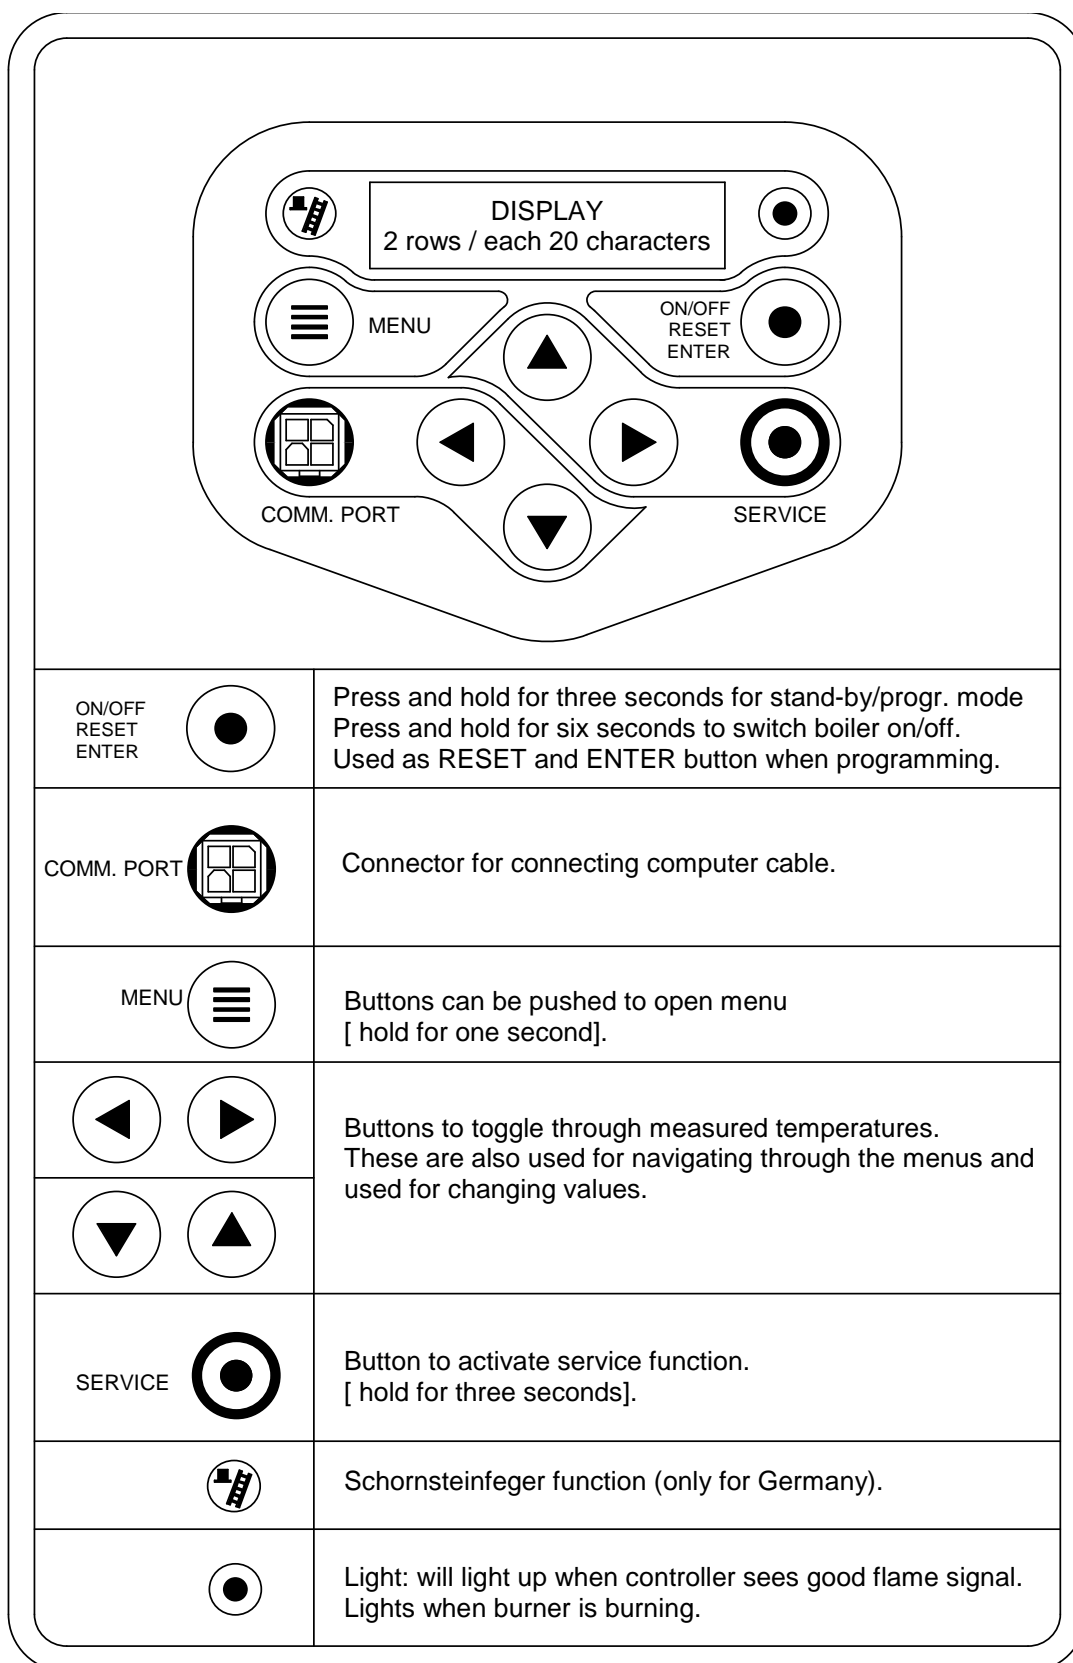 DISPLAY
2 rows / each 20 characters
MENU
ON/OFF
RESET
ENTER
COMM. PORT
SERVICE
ON/OFF
RESET
ENTER
Press and hold for three seconds for stand-by/progr. mode
Press and hold for six seconds to switch boiler on/off.
Used as RESET and ENTER button when programming.
COMM. PORT
Connector for connecting computer cable.
MENU
Buttons can be pushed to open menu
[ hold for one second].
Buttons to toggle through measured temperatures.
These are also used for navigating through the menus and
used for changing values.
SERVICE
Button to activate service function.
[ hold for three seconds].
Schornsteinfeger function (only for Germany).
Light: will light up when controller sees good flame signal.
Lights when burner is burning.